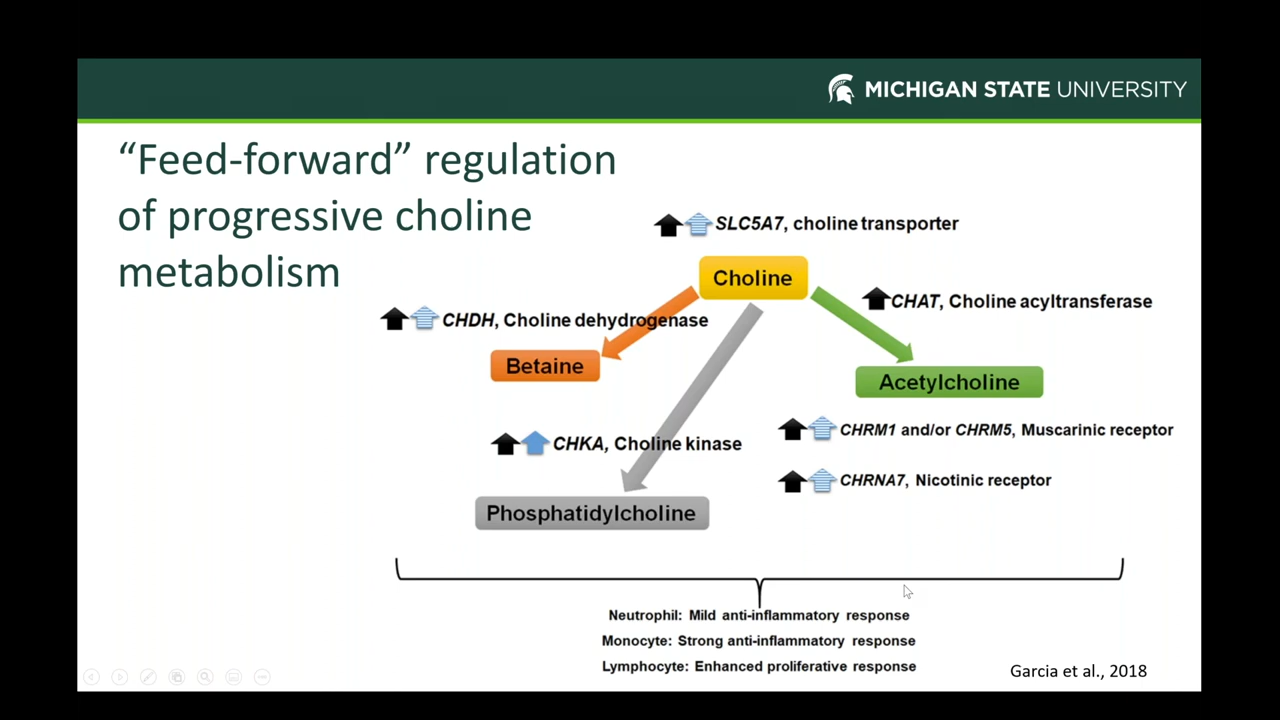 MICHIGAN STATE UNIVERSITY
“Feed-forward” regulation
of progressive choline
metabolism
SLC5A7, choline transporter
Choline
CHAT, Choline acyltransferase
CHDH, Choline dehydrogenase
Betaine
Acetylcholine
CHRM1 and/or CHRM5, Muscarinic receptor
CHKA, Choline kinase
CHRNA7, Nicotinic receptor
Phosphatidylcholine
Neutrophil: Mild anti-inflammatory response
Monocyte: Strong anti-inflammatory response
Lymphocyte: Enhanced proliferative response
Garcia et al., 2018